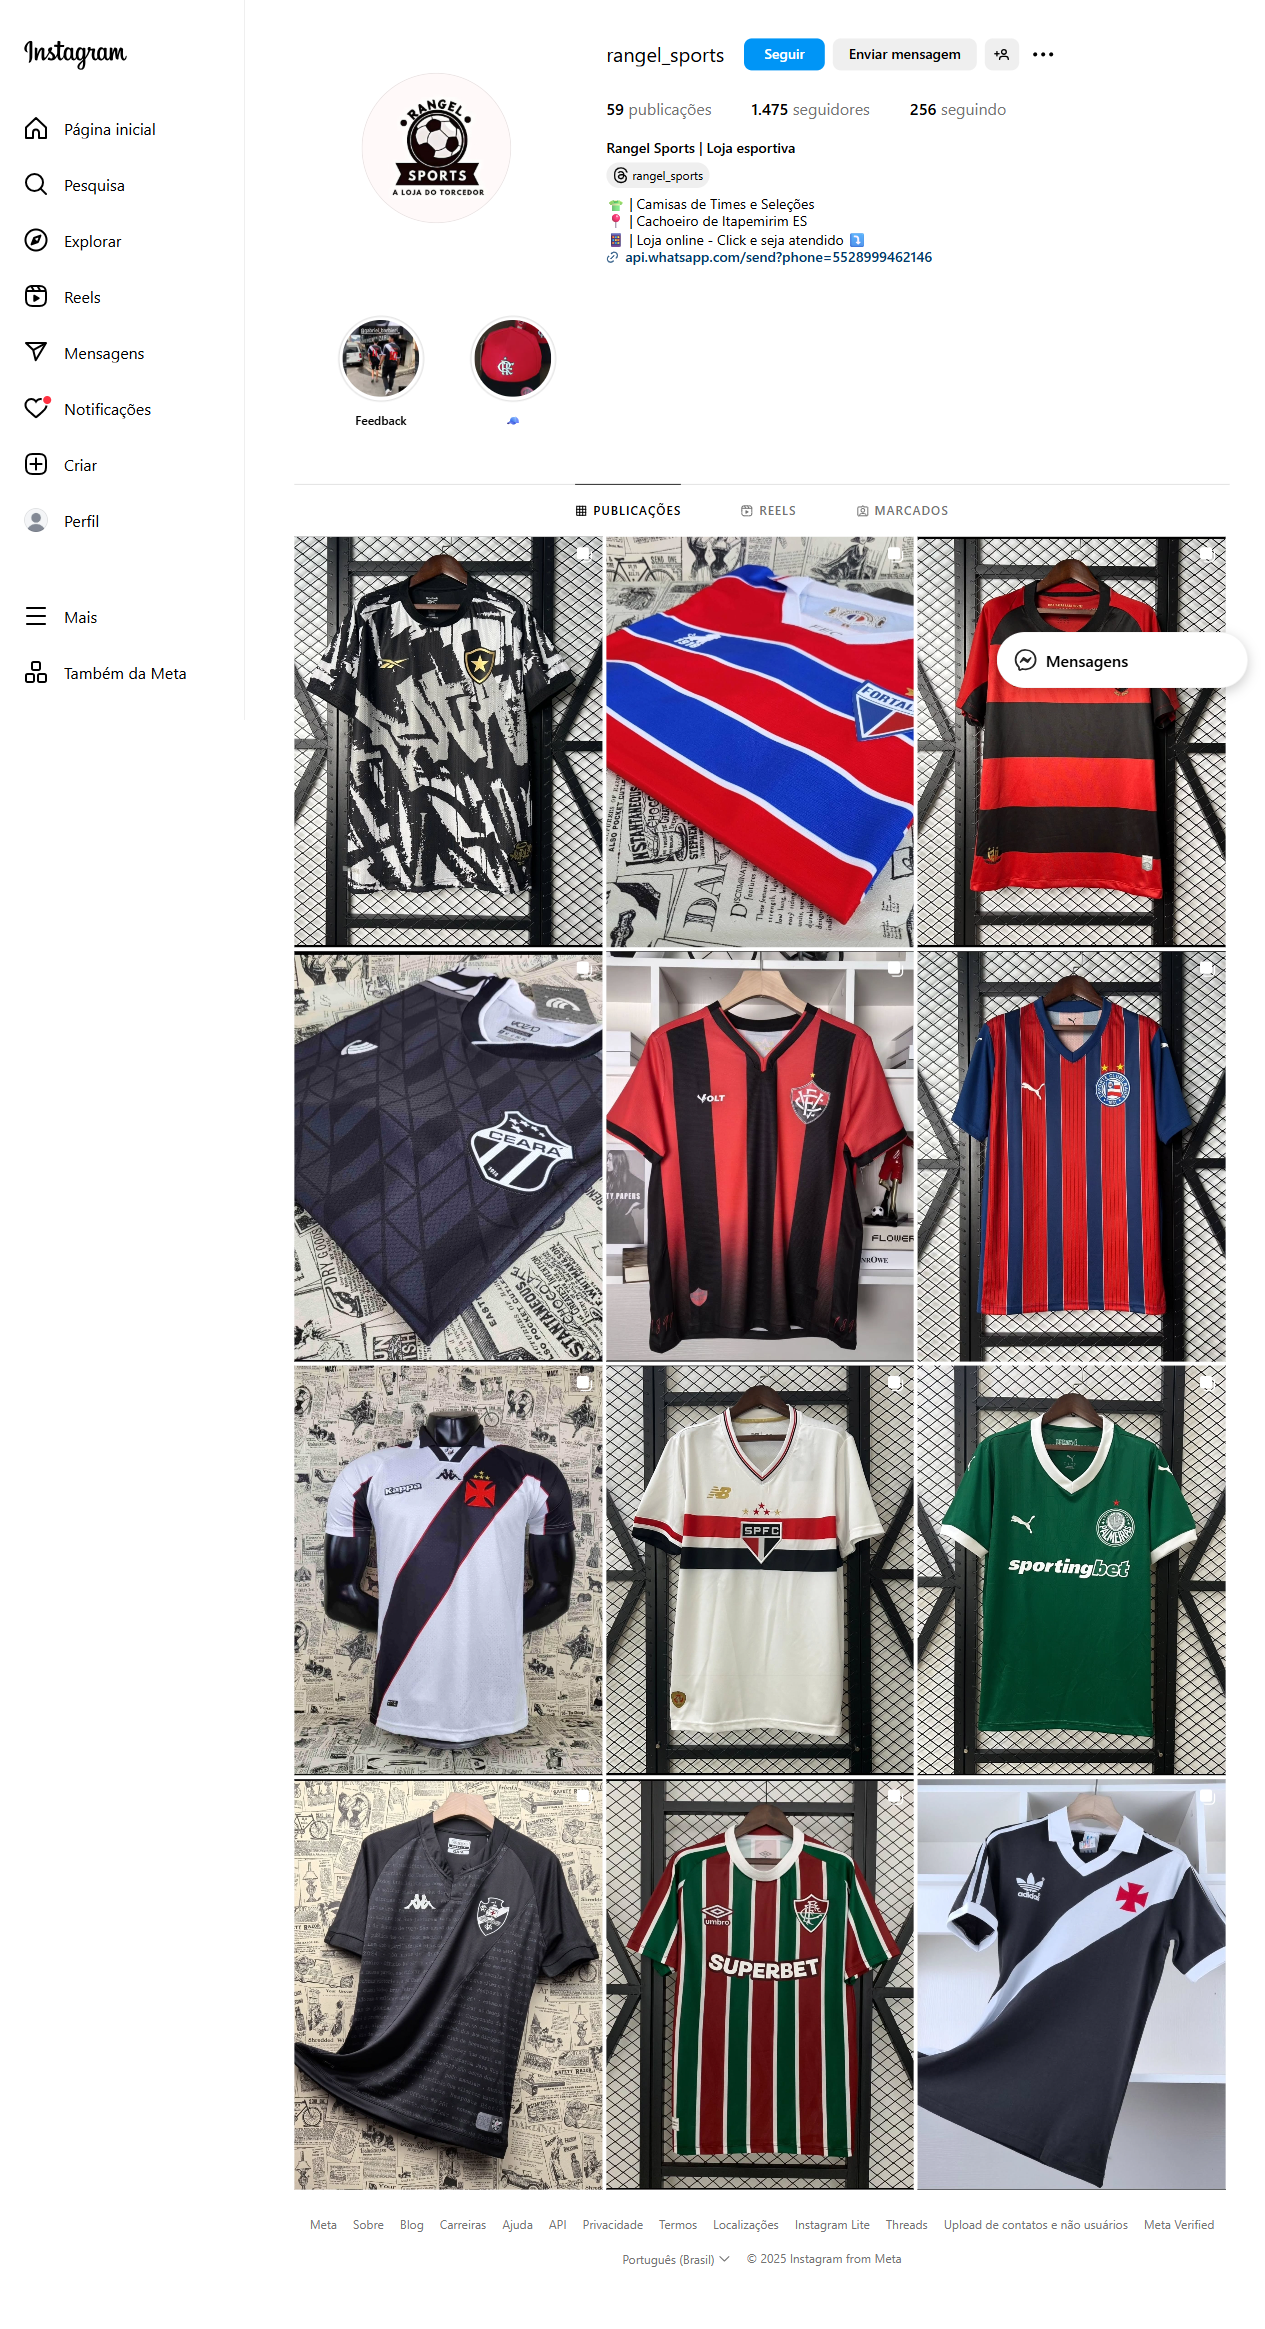 Instagram
Página inicial
Pesquisa
Explorar
Reels
Mensagens
Notificações
Criar
Perfil
Mais
Também da Meta
RANGEL
SPORTS
A LOJA DO TORCEDOR
rangel_sports
Seguir
Enviar mensagem
59 publicações 1.475 seguidores 256 seguindo
Rangel Sports | Loja esportiva
rangel_sports
| Camisas de Times e Seleções
| Cachoeiro de Itapemirim ES
| Loja online - Click e seja atendido
api.whatsapp.com/send?phone=5528999462146
Feedback
PUBLICAÇÕES REELS MARCADOS
Mensagens
CEARÁ
VOLT
FLOWER
Kappa
SPFC
PALMEIRAS
sportingbet
umbro
SUPERBET
adidas
Meta Sobre Blog Carreiras Ajuda API Privacidade Termos Localizações Instagram Lite Threads Upload de contatos e não usuários Meta Verified
Português (Brasil) © 2025 Instagram from Meta